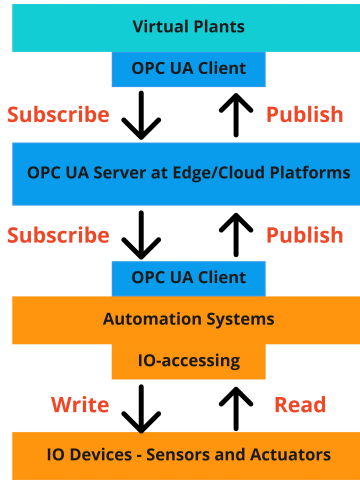 Virtual Plants
OPC UA Client
Subscribe
Publish
OPC UA Server at Edge/Cloud Platforms
Subscribe
Publish
OPC UA Client
Automation Systems
IO-accessing
Write
Read
IO Devices - Sensors and Actuators